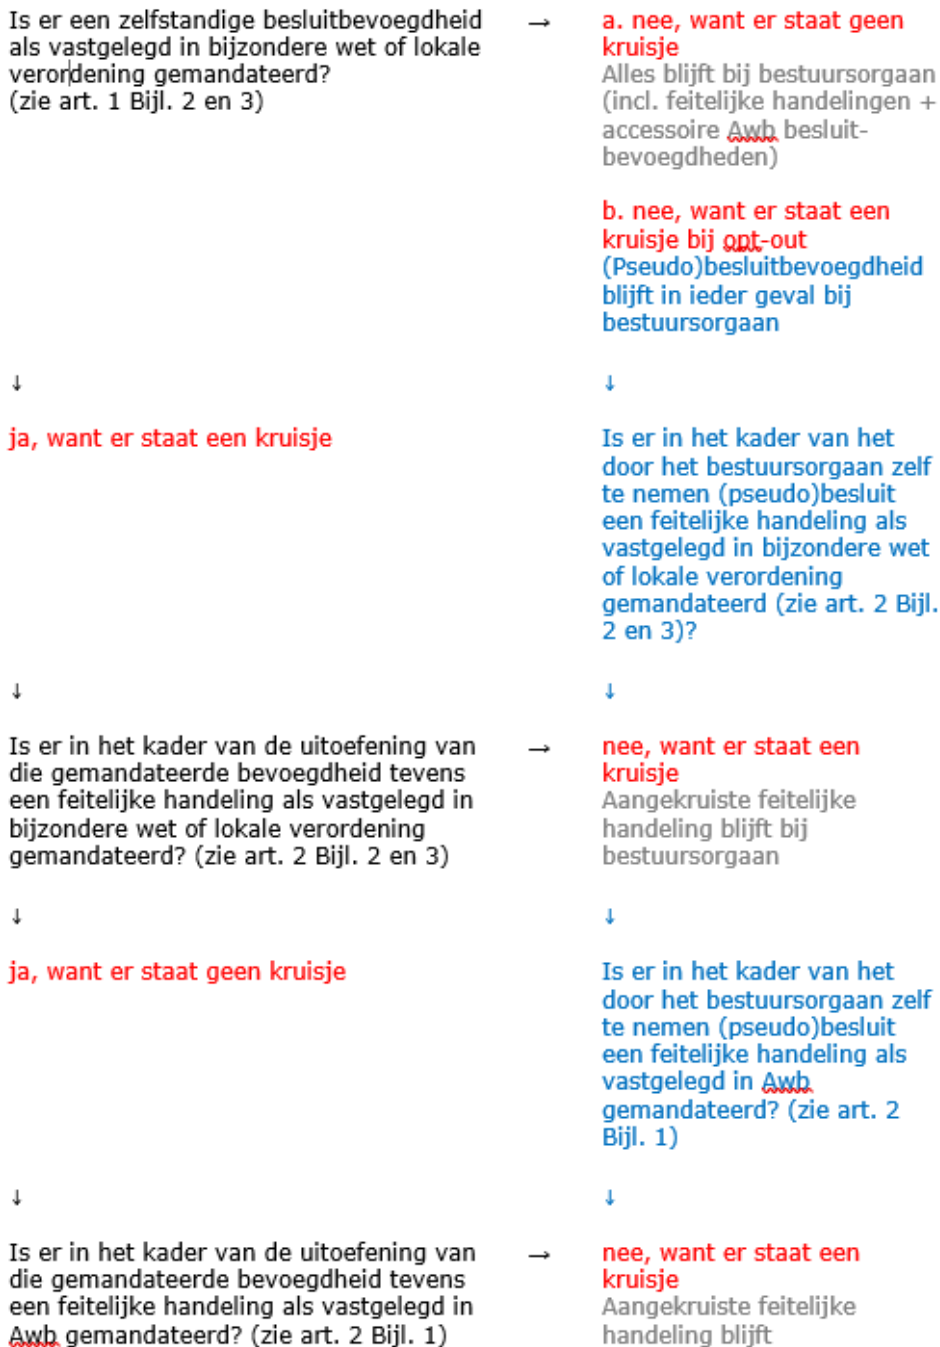 Is er een zelfstandige besluitbevoegdheid
als vastgelegd in bijzondere wet of lokale
verordening gemandateerd?
(zie art. 1 Bijl. 2 en 3)
→
a. nee, want er staat geen
kruisje
Alles blijft bij bestuursorgaan
(incl. feitelijke handelingen +
accessoire Awb besluit-
bevoegdheden)
b. nee, want er staat een
kruisje bij opt-out
(Pseudo)besluitbevoegdheid
blijft in ieder geval bij
bestuursorgaan
↓
↓
ja, want er staat een kruisje
Is er in het kader van het
door het bestuursorgaan zelf
te nemen (pseudo)besluit
een feitelijke handeling als
vastgelegd in bijzondere wet
of lokale verordening
gemandateerd (zie art. 2 Bijl.
2 en 3)?
↓
↓
Is er in het kader van de uitoefening van
die gemandateerde bevoegdheid tevens
een feitelijke handeling als vastgelegd in
bijzondere wet of lokale verordening
gemandateerd? (zie art. 2 Bijl. 2 en 3)
→
nee, want er staat een
kruisje
Aangekruiste feitelijke
handeling blijft bij
bestuursorgaan
↓
↓
ja, want er staat geen kruisje
Is er in het kader van het
door het bestuursorgaan zelf
te nemen (pseudo)besluit
een feitelijke handeling als
vastgelegd in Awb
gemandateerd? (zie art. 2
Bijl. 1)
↓
↓
Is er in het kader van de uitoefening van
die gemandateerde bevoegdheid tevens
een feitelijke handeling als vastgelegd in
Awb gemandateerd? (zie art. 2 Bijl. 1)
→
nee, want er staat een
kruisje
Aangekruiste feitelijke
handeling blijft